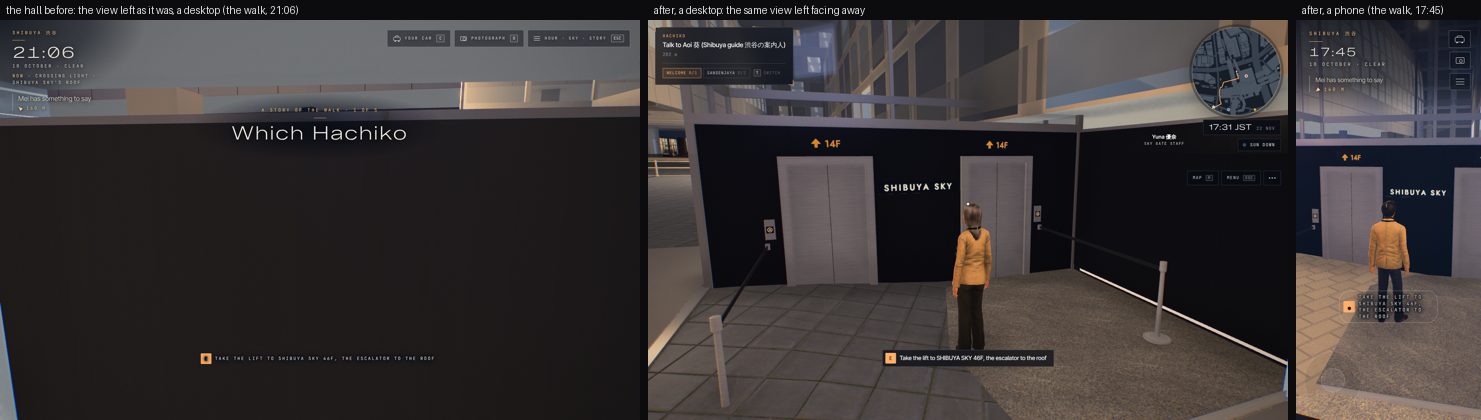 the hall before: the view left as it was, a desktop (the walk, 21:06)
SHIBUYA 渋谷
21:06
18 OCTOBER · CLEAR
NOW · CROSSING LIGHT ·
SHIBUYA SKY'S ROOF
Mei has something to say
140 M
YOUR CAR C
PHOTOGRAPH
HOUR · SKY · STORY ESC
A STORY OF THE WALK · 1 OF 5
Which Hachiko
TAKE THE LIFT TO SHIBUYA SKY 46F, THE ESCALATOR TO THE ROOF
after, a desktop: the same view left facing away
HACHIKO
Talk to Aoi 葵 (Shibuya guide 渋谷の案内人)
WELCOME 0/1
SANGENJAYA 0/3
SWITCH
17:31 JST 22 NOV
SUN DOWN
MAP M
MENU ESC
Yuna 優奈
SKY GATE STAFF
14F
14F
SHIBUYA SKY
E Take the lift to SHIBUYA SKY 46F, the escalator to the roof
after, a phone (the walk, 17:45)
SHIBUYA 渋谷
17:45
18 OCTOBER · CLEAR
Mei has something to say
140 M
14F
SHIBUYA SKY
TAKE THE LIFT TO
SHIBUYA SKY 46F,
THE ESCALATOR TO
THE ROOF